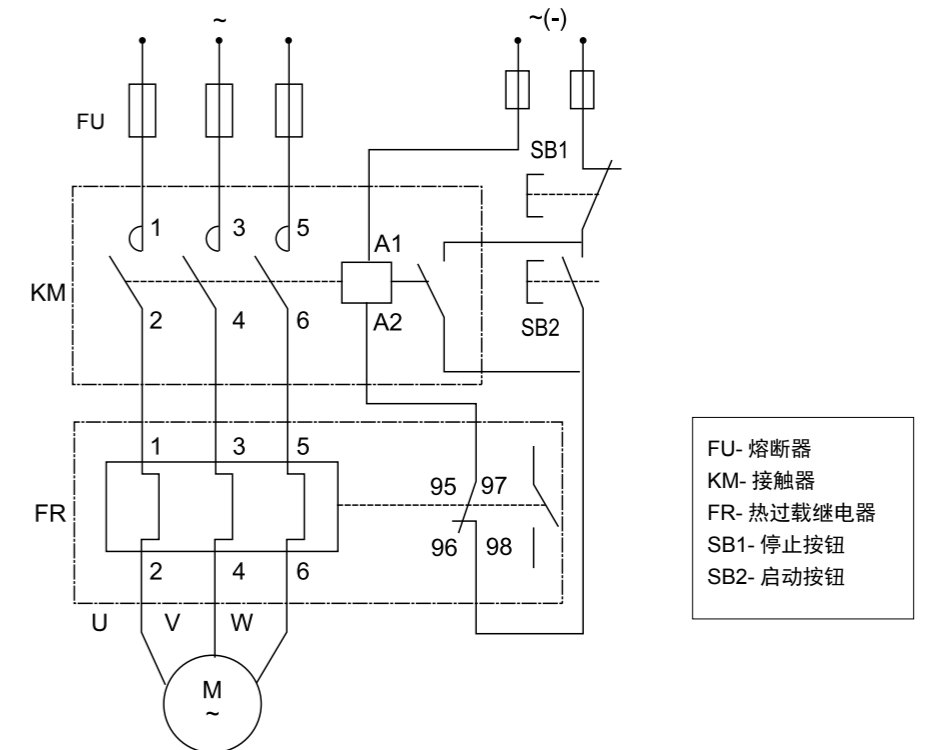 ~ ~(-)
FU
SB1
1 3 5
A1
KM
2 4 6
A2
SB2
1 3 5
95 97
FR
96 98
2 4 6
U V W
M
~
FU- 熔断器
KM- 接触器
FR- 热过载继电器
SB1- 停止按钮
SB2- 启动按钮